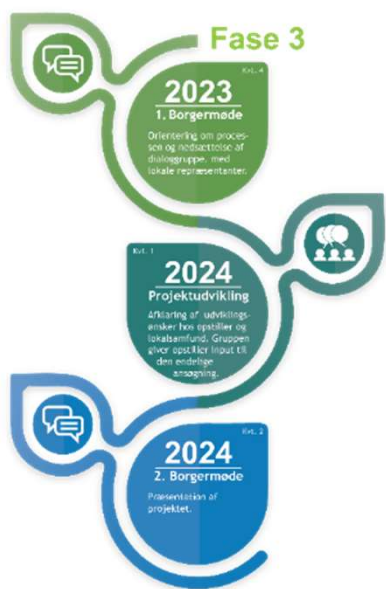 Fase 3
Kvt. 4
2023
1. Borgermøde
Orientering om proces-
sen og nedsættelse af
dialoggruppe, med
lokale repræsentanter.
Kvt. 1
2024
Projektudvikling
Afklaring af udviklings-
ønsker hos opstiller og
lokalsamfund. Gruppen
giver opstiller input til
den endelige
ansøgning.
Kvt. 2
2024
2. Borgermøde
Præsentation af
projektet.